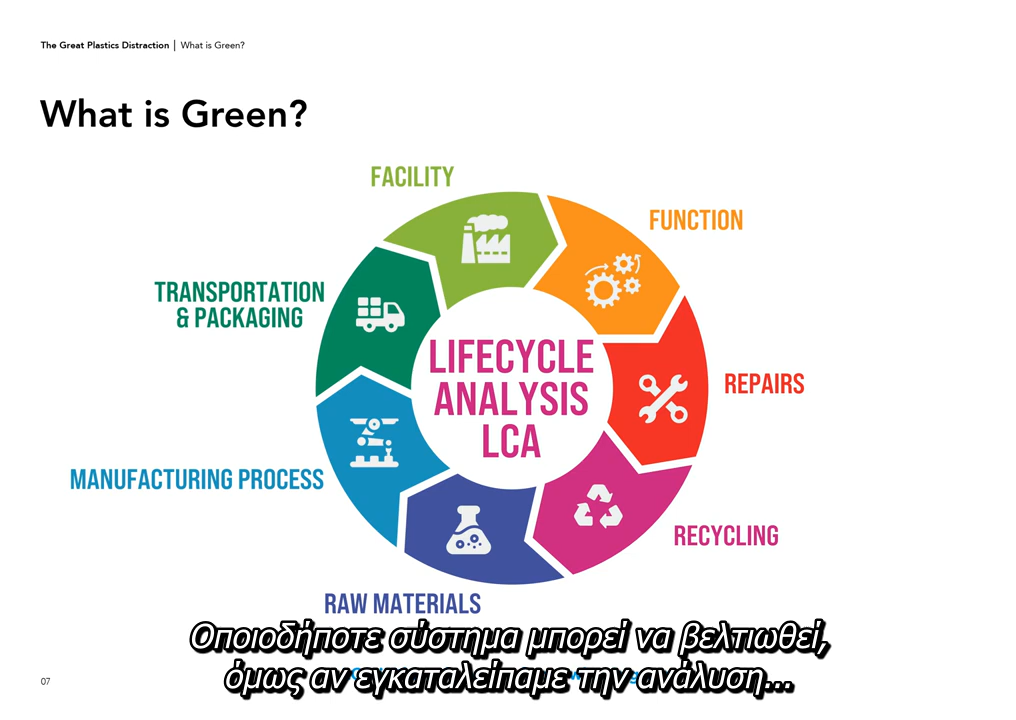 The Great Plastics Distraction | What is Green?
What is Green?
FACILITY
FUNCTION
TRANSPORTATION
& PACKAGING
LIFECYCLE
ANALYSIS
LCA
REPAIRS
MANUFACTURING PROCESS
RECYCLING
RAW MATERIALS
Οποιοδήποτε σύστημα μπορεί να βελτιωθεί,
όμως αν εγκαταλείπαμε την ανάλυση...
07